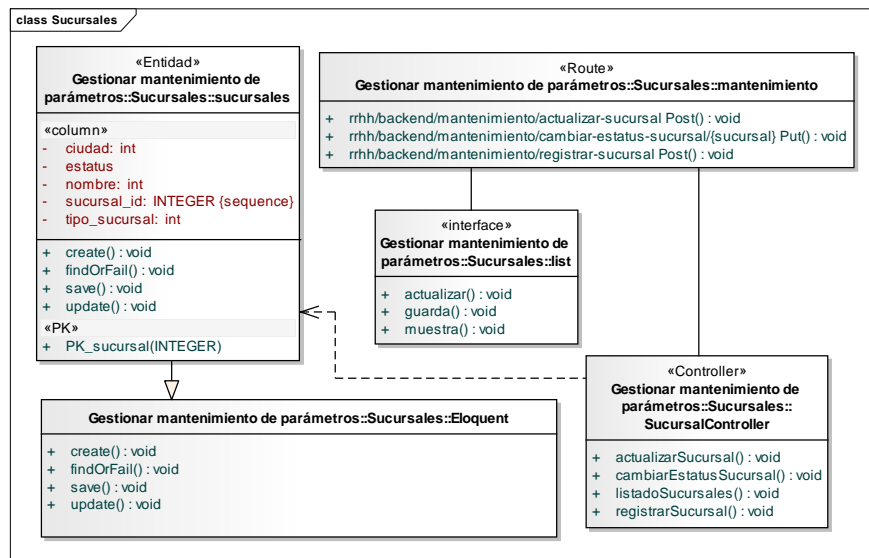 class Sucursales
«Entidad»
Gestionar mantenimiento de
parámetros::Sucursales::sucursales
«column»
- ciudad: int
- estatus
- nombre: int
- sucursal_id: INTEGER {sequence}
- tipo_sucursal: int
+ create() : void
+ findOrFail() : void
+ save() : void
+ update() : void
«PK»
+ PK_sucursal(INTEGER)
«Route»
Gestionar mantenimiento de parámetros::Sucursales::mantenimiento
+ rrhh/backend/mantenimiento/actualizar-sucursal Post() : void
+ rrhh/backend/mantenimiento/cambiar-estatus-sucursal/{sucursal} Put() : void
+ rrhh/backend/mantenimiento/registrar-sucursal Post() : void
«interface»
Gestionar mantenimiento de
parámetros::Sucursales::list
+ actualizar() : void
+ guarda() : void
+ muestra() : void
«Controller»
Gestionar mantenimiento de
parámetros::Sucursales::
SucursalController
+ actualizarSucursal() : void
+ cambiarEstatusSucursal() : void
+ listadoSucursales() : void
+ registrarSucursal() : void
Gestionar mantenimiento de parámetros::Sucursales::Eloquent
+ create() : void
+ findOrFail() : void
+ save() : void
+ update() : void